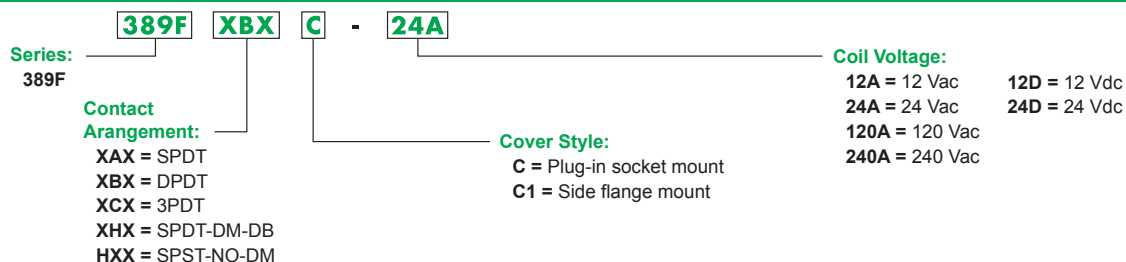 389F XBX C - 24A
Series:
389F
Contact
Arangement:
XAX = SPDT
XBX = DPDT
XCX = 3PDT
XHX = SPDT-DM-DB
HXX = SPST-NO-DM
Cover Style:
C = Plug-in socket mount
C1 = Side flange mount
Coil Voltage:
12A = 12 Vac 12D = 12 Vdc
24A = 24 Vac 24D = 24 Vdc
120A = 120 Vac
240A = 240 Vac